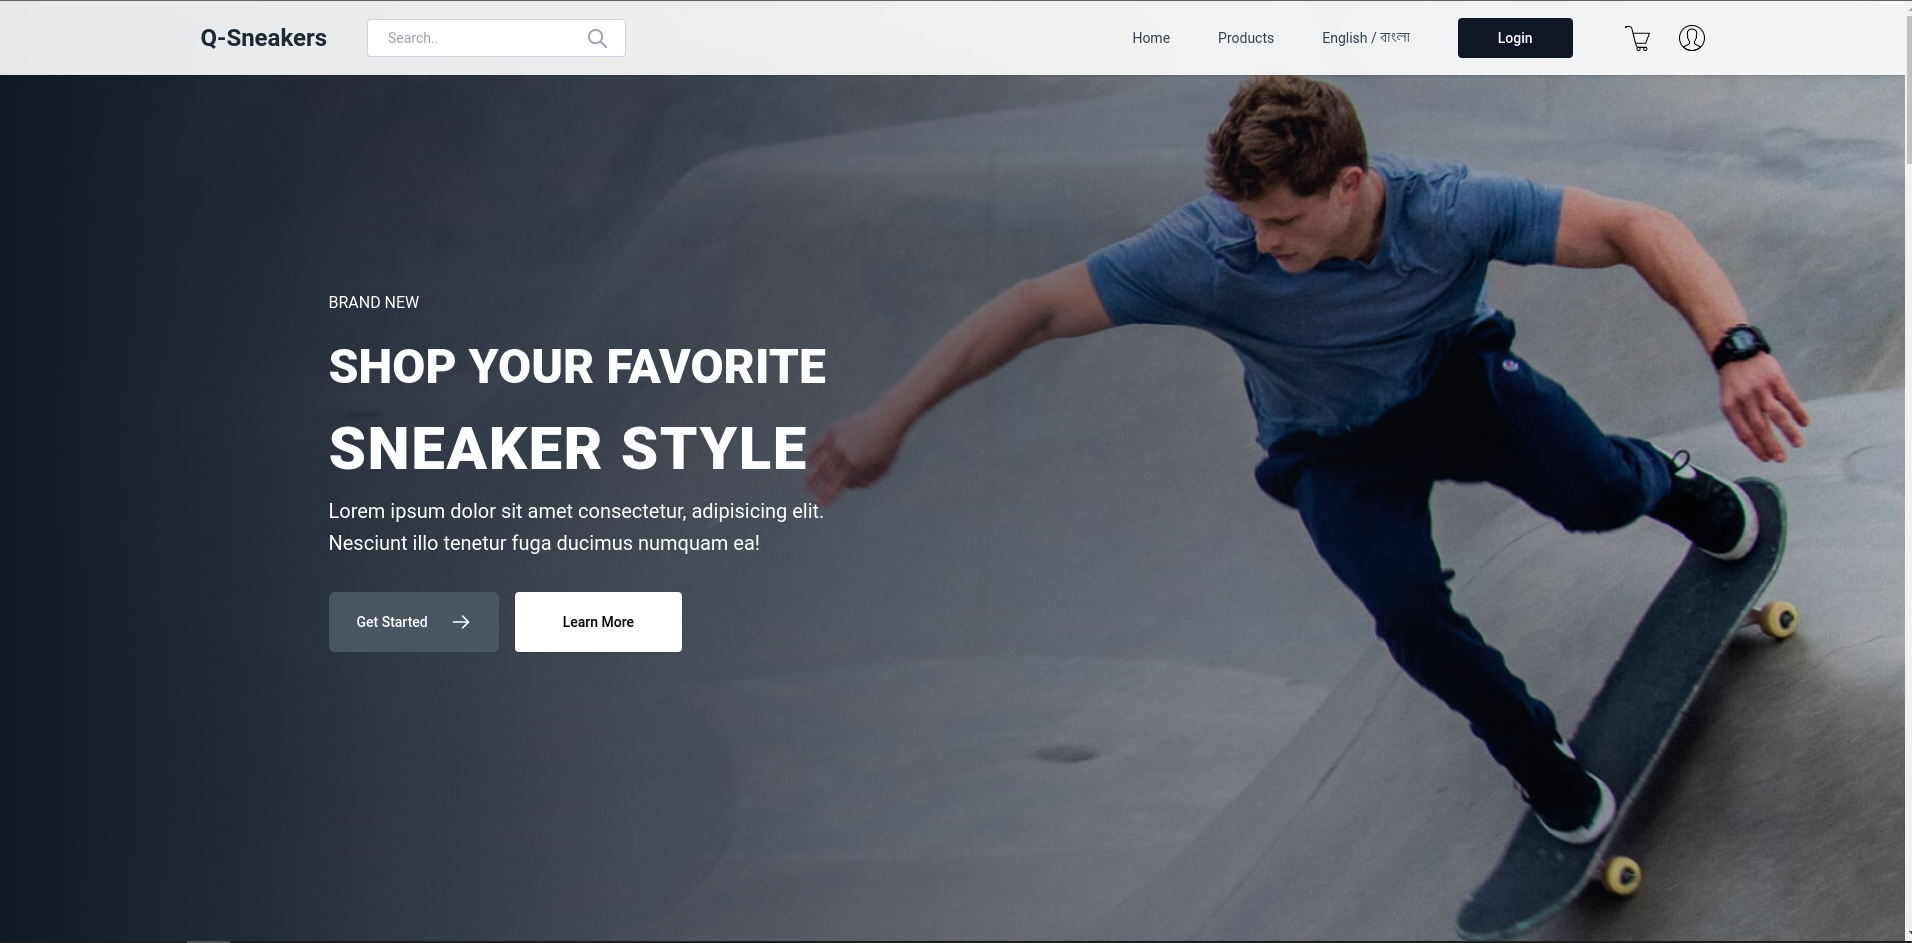 Q-Sneakers
Search..
Home
Products
English / বাংলা
Login
BRAND NEW
SHOP YOUR FAVORITE
SNEAKER STYLE
Lorem ipsum dolor sit amet consectetur, adipisicing elit.
Nesciunt illo tenetur fuga ducimus numquam ea!
Get Started
Learn More